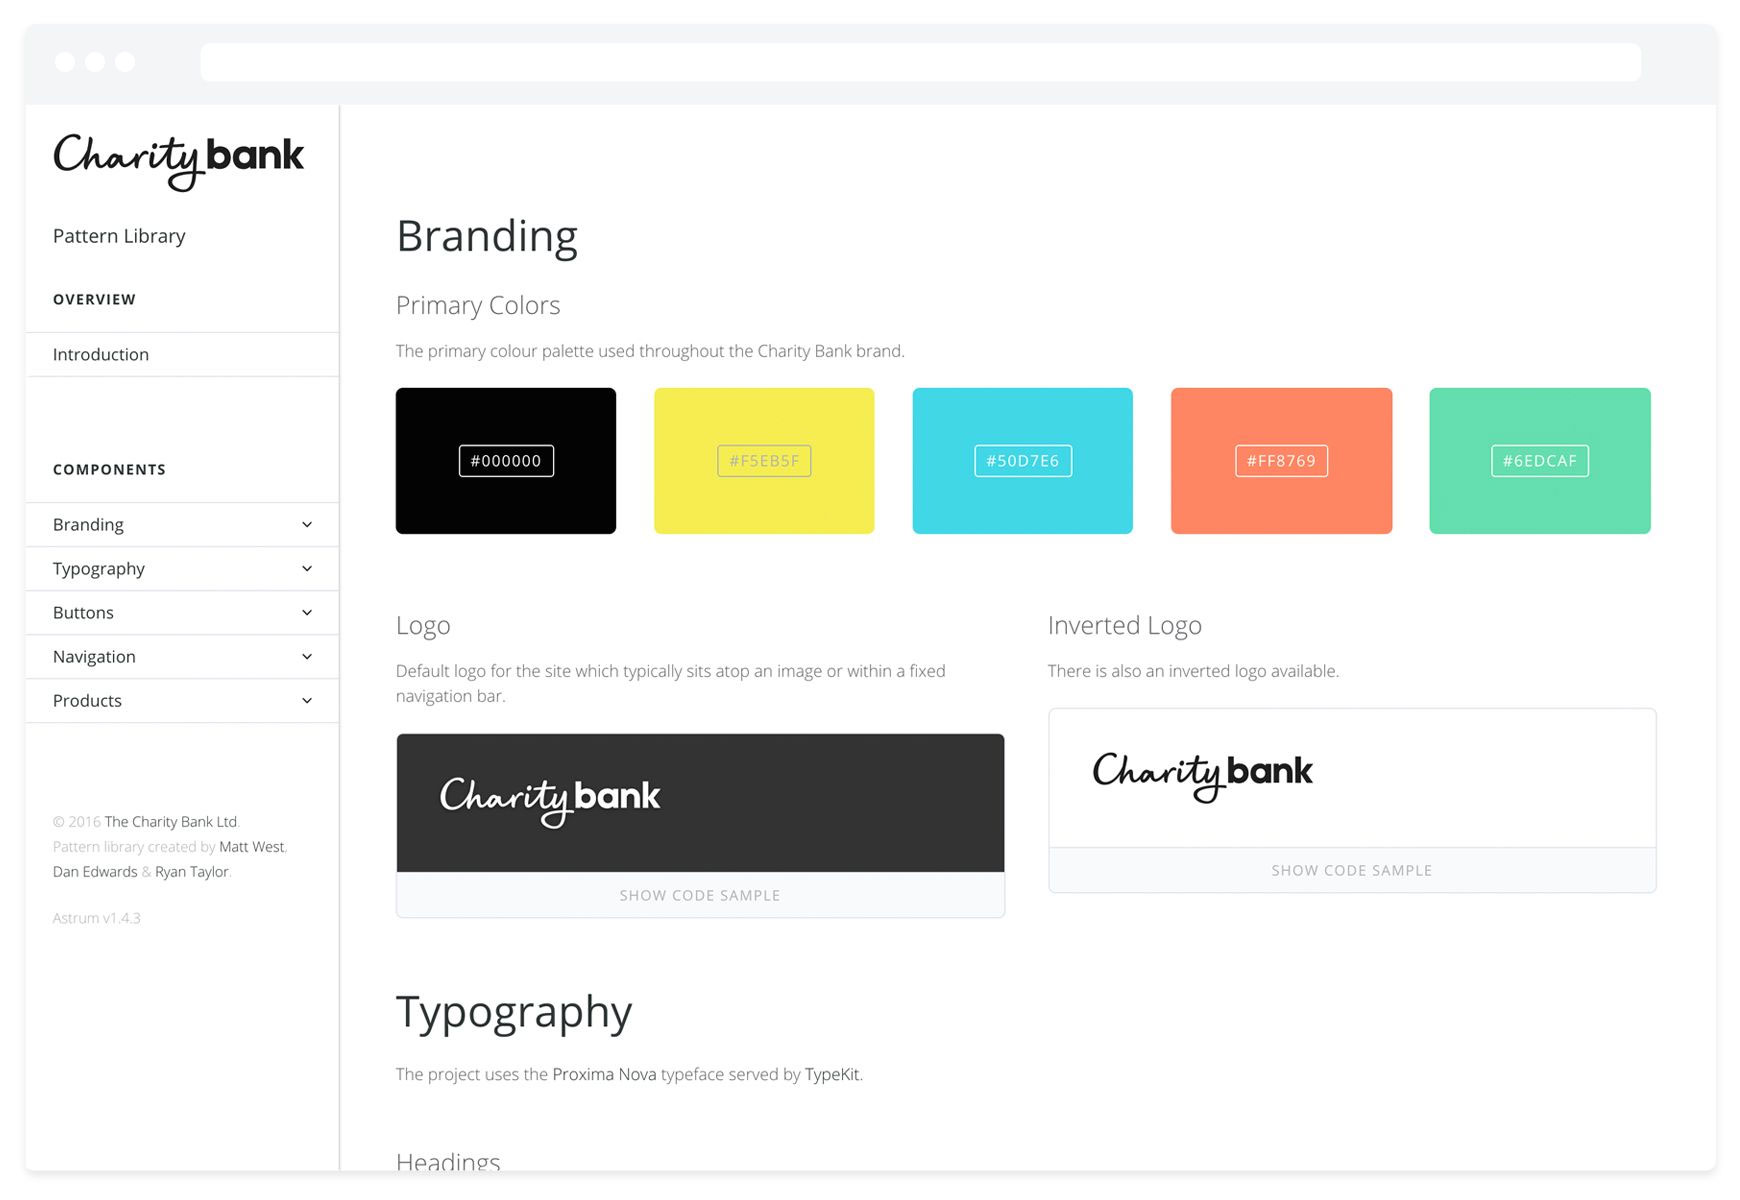 Charity bank
Pattern Library
OVERVIEW
Introduction
COMPONENTS
Branding
Typography
Buttons
Navigation
Products
© 2016 The Charity Bank Ltd.
Pattern library created by Matt West,
Dan Edwards & Ryan Taylor.
Astrum v1.4.3
Branding
Primary Colors
The primary colour palette used throughout the Charity Bank brand.
#000000
#F5EB5F
#50D7E6
#FF8769
#6EDCAF
Logo
Default logo for the site which typically sits atop an image or within a fixed
navigation bar.
Charity bank
SHOW CODE SAMPLE
Inverted Logo
There is also an inverted logo available.
Charity bank
SHOW CODE SAMPLE
Typography
The project uses the Proxima Nova typeface served by TypeKit.
Headings